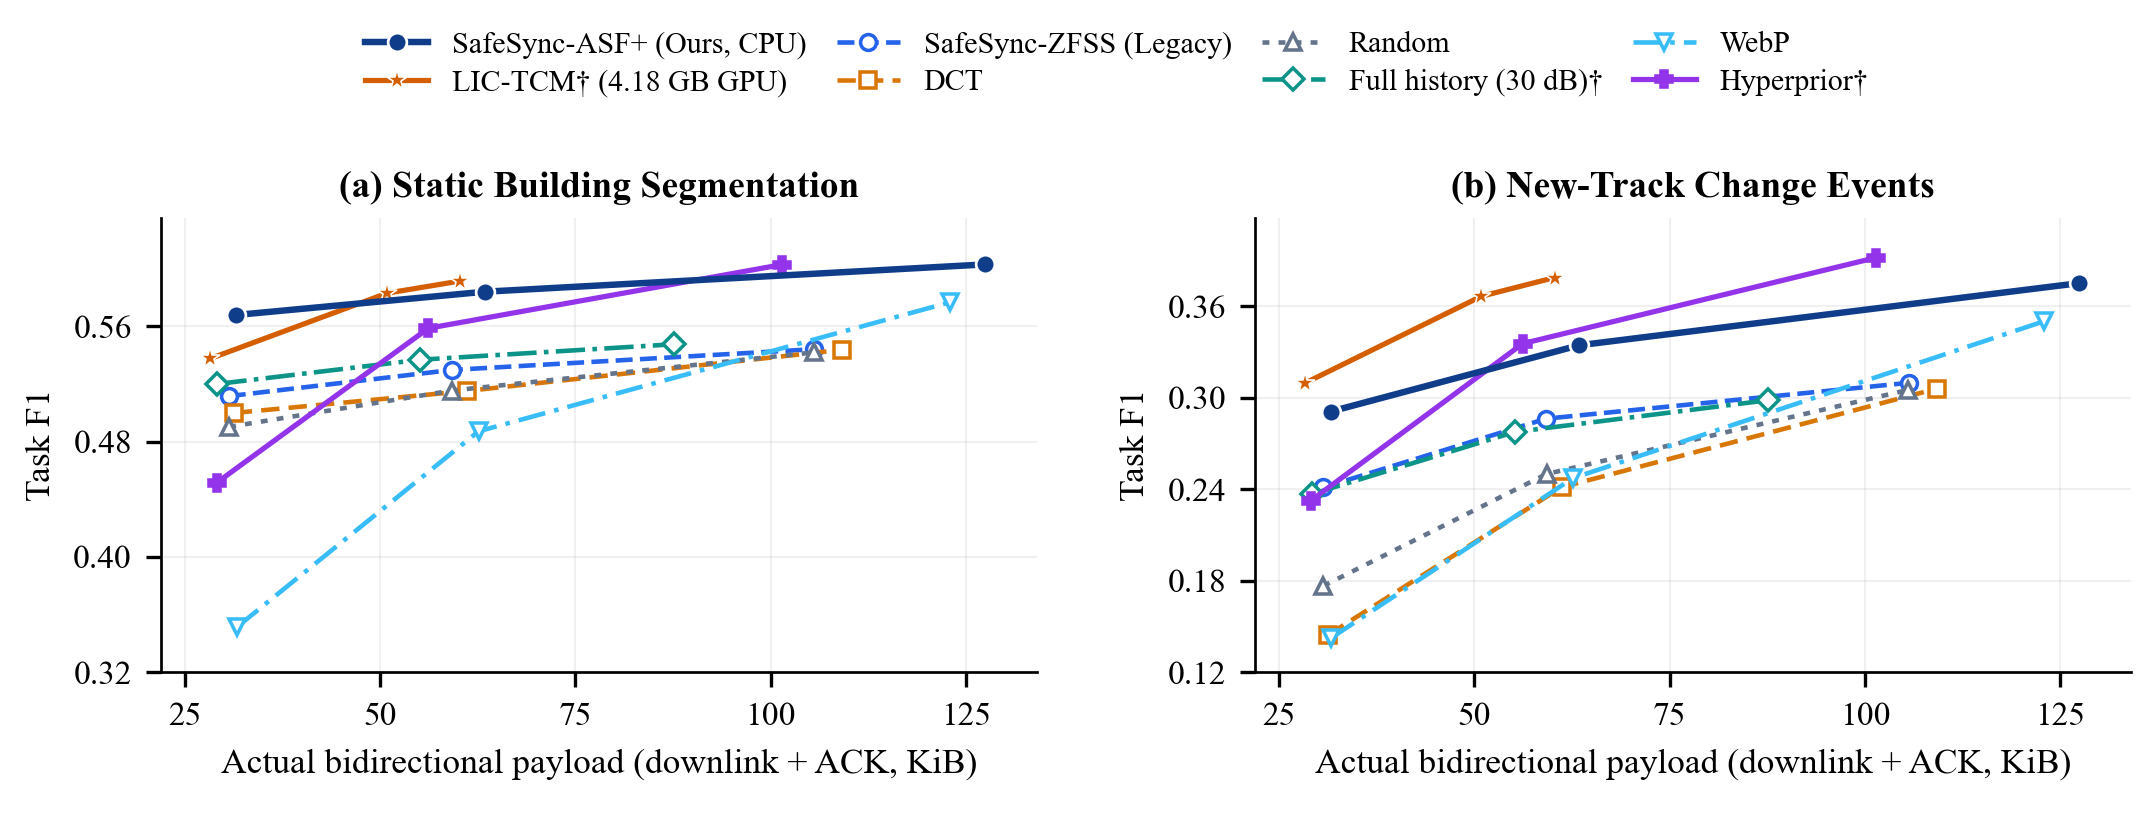 SafeSync-ASF+ (Ours, CPU)
SafeSync-ZFSS (Legacy)
Random
WebP
LIC-TCM† (4.18 GB GPU)
DCT
Full history (30 dB)†
Hyperprior†
(a) Static Building Segmentation
Task F1
0.56
0.48
0.40
0.32
25 50 75 100 125
Actual bidirectional payload (downlink + ACK, KiB)
(b) New-Track Change Events
Task F1
0.36
0.30
0.24
0.18
0.12
25 50 75 100 125
Actual bidirectional payload (downlink + ACK, KiB)